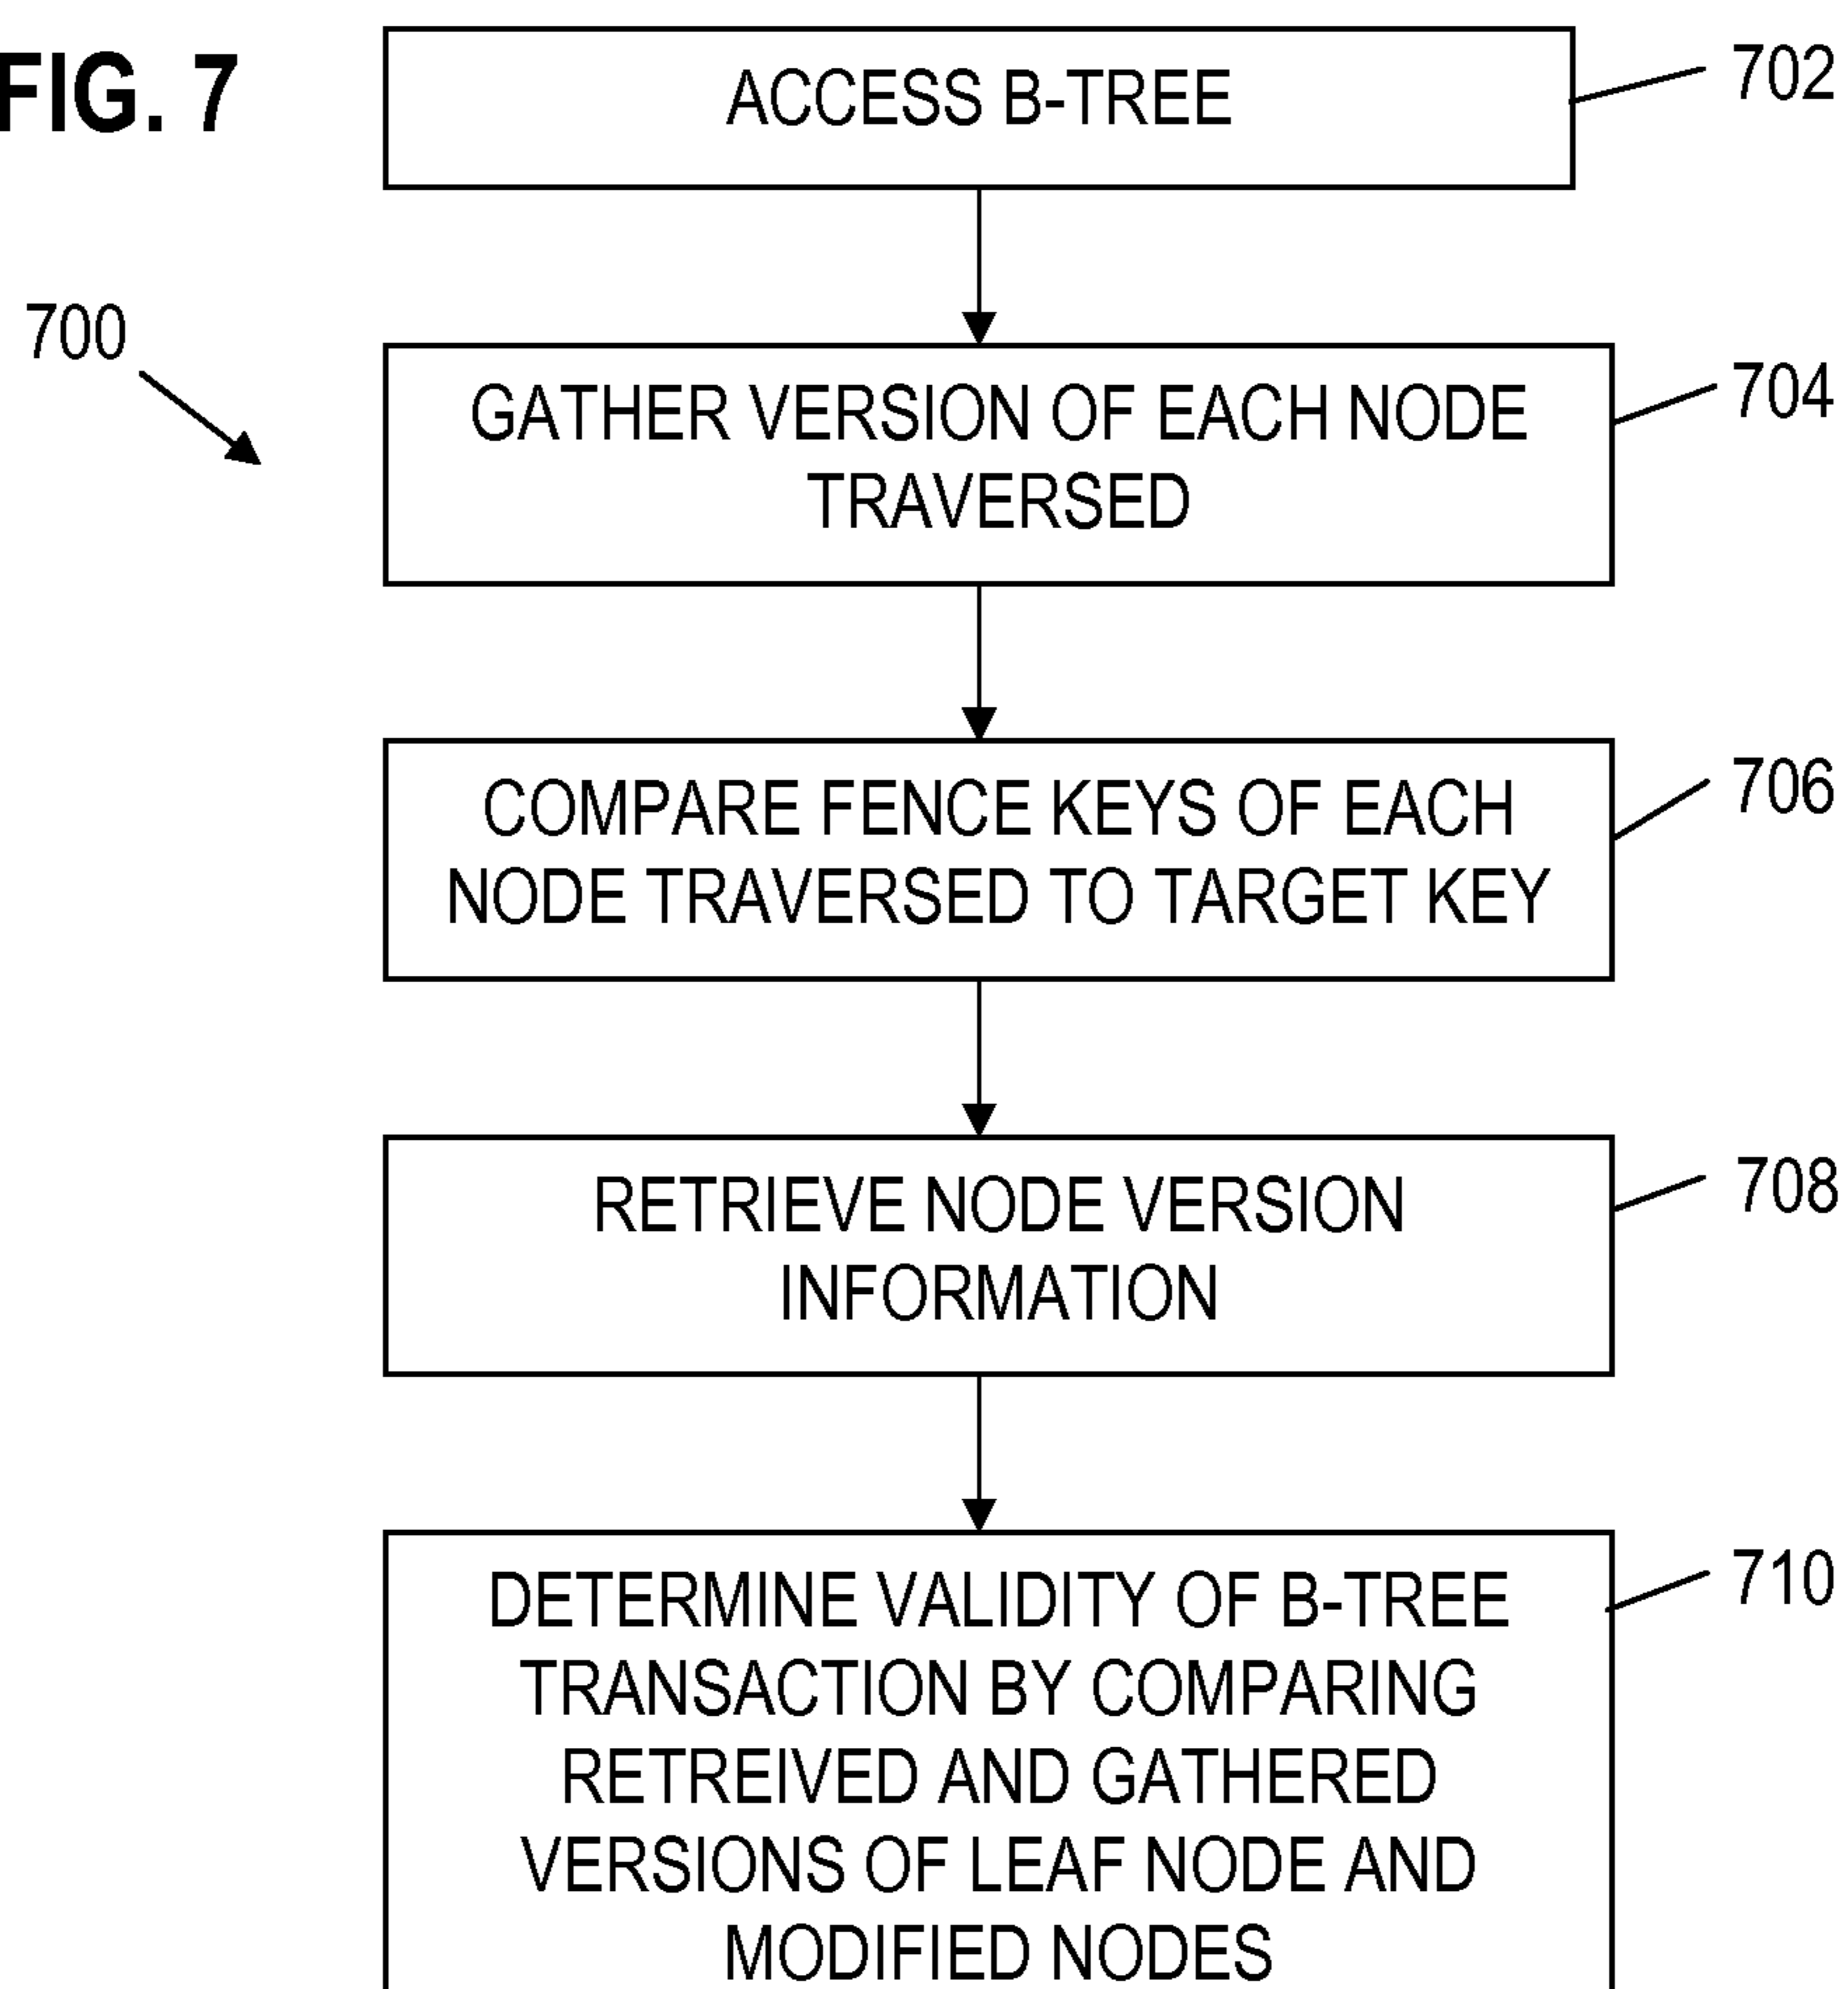 FIG. 7
ACCESS B-TREE
702
700
GATHER VERSION OF EACH NODE
TRAVERSED
704
COMPARE FENCE KEYS OF EACH
NODE TRAVERSED TO TARGET KEY
706
RETRIEVE NODE VERSION
INFORMATION
708
DETERMINE VALIDITY OF B-TREE
TRANSACTION BY COMPARING
RETREIVED AND GATHERED
VERSIONS OF LEAF NODE AND
MODIFIED NODES
710